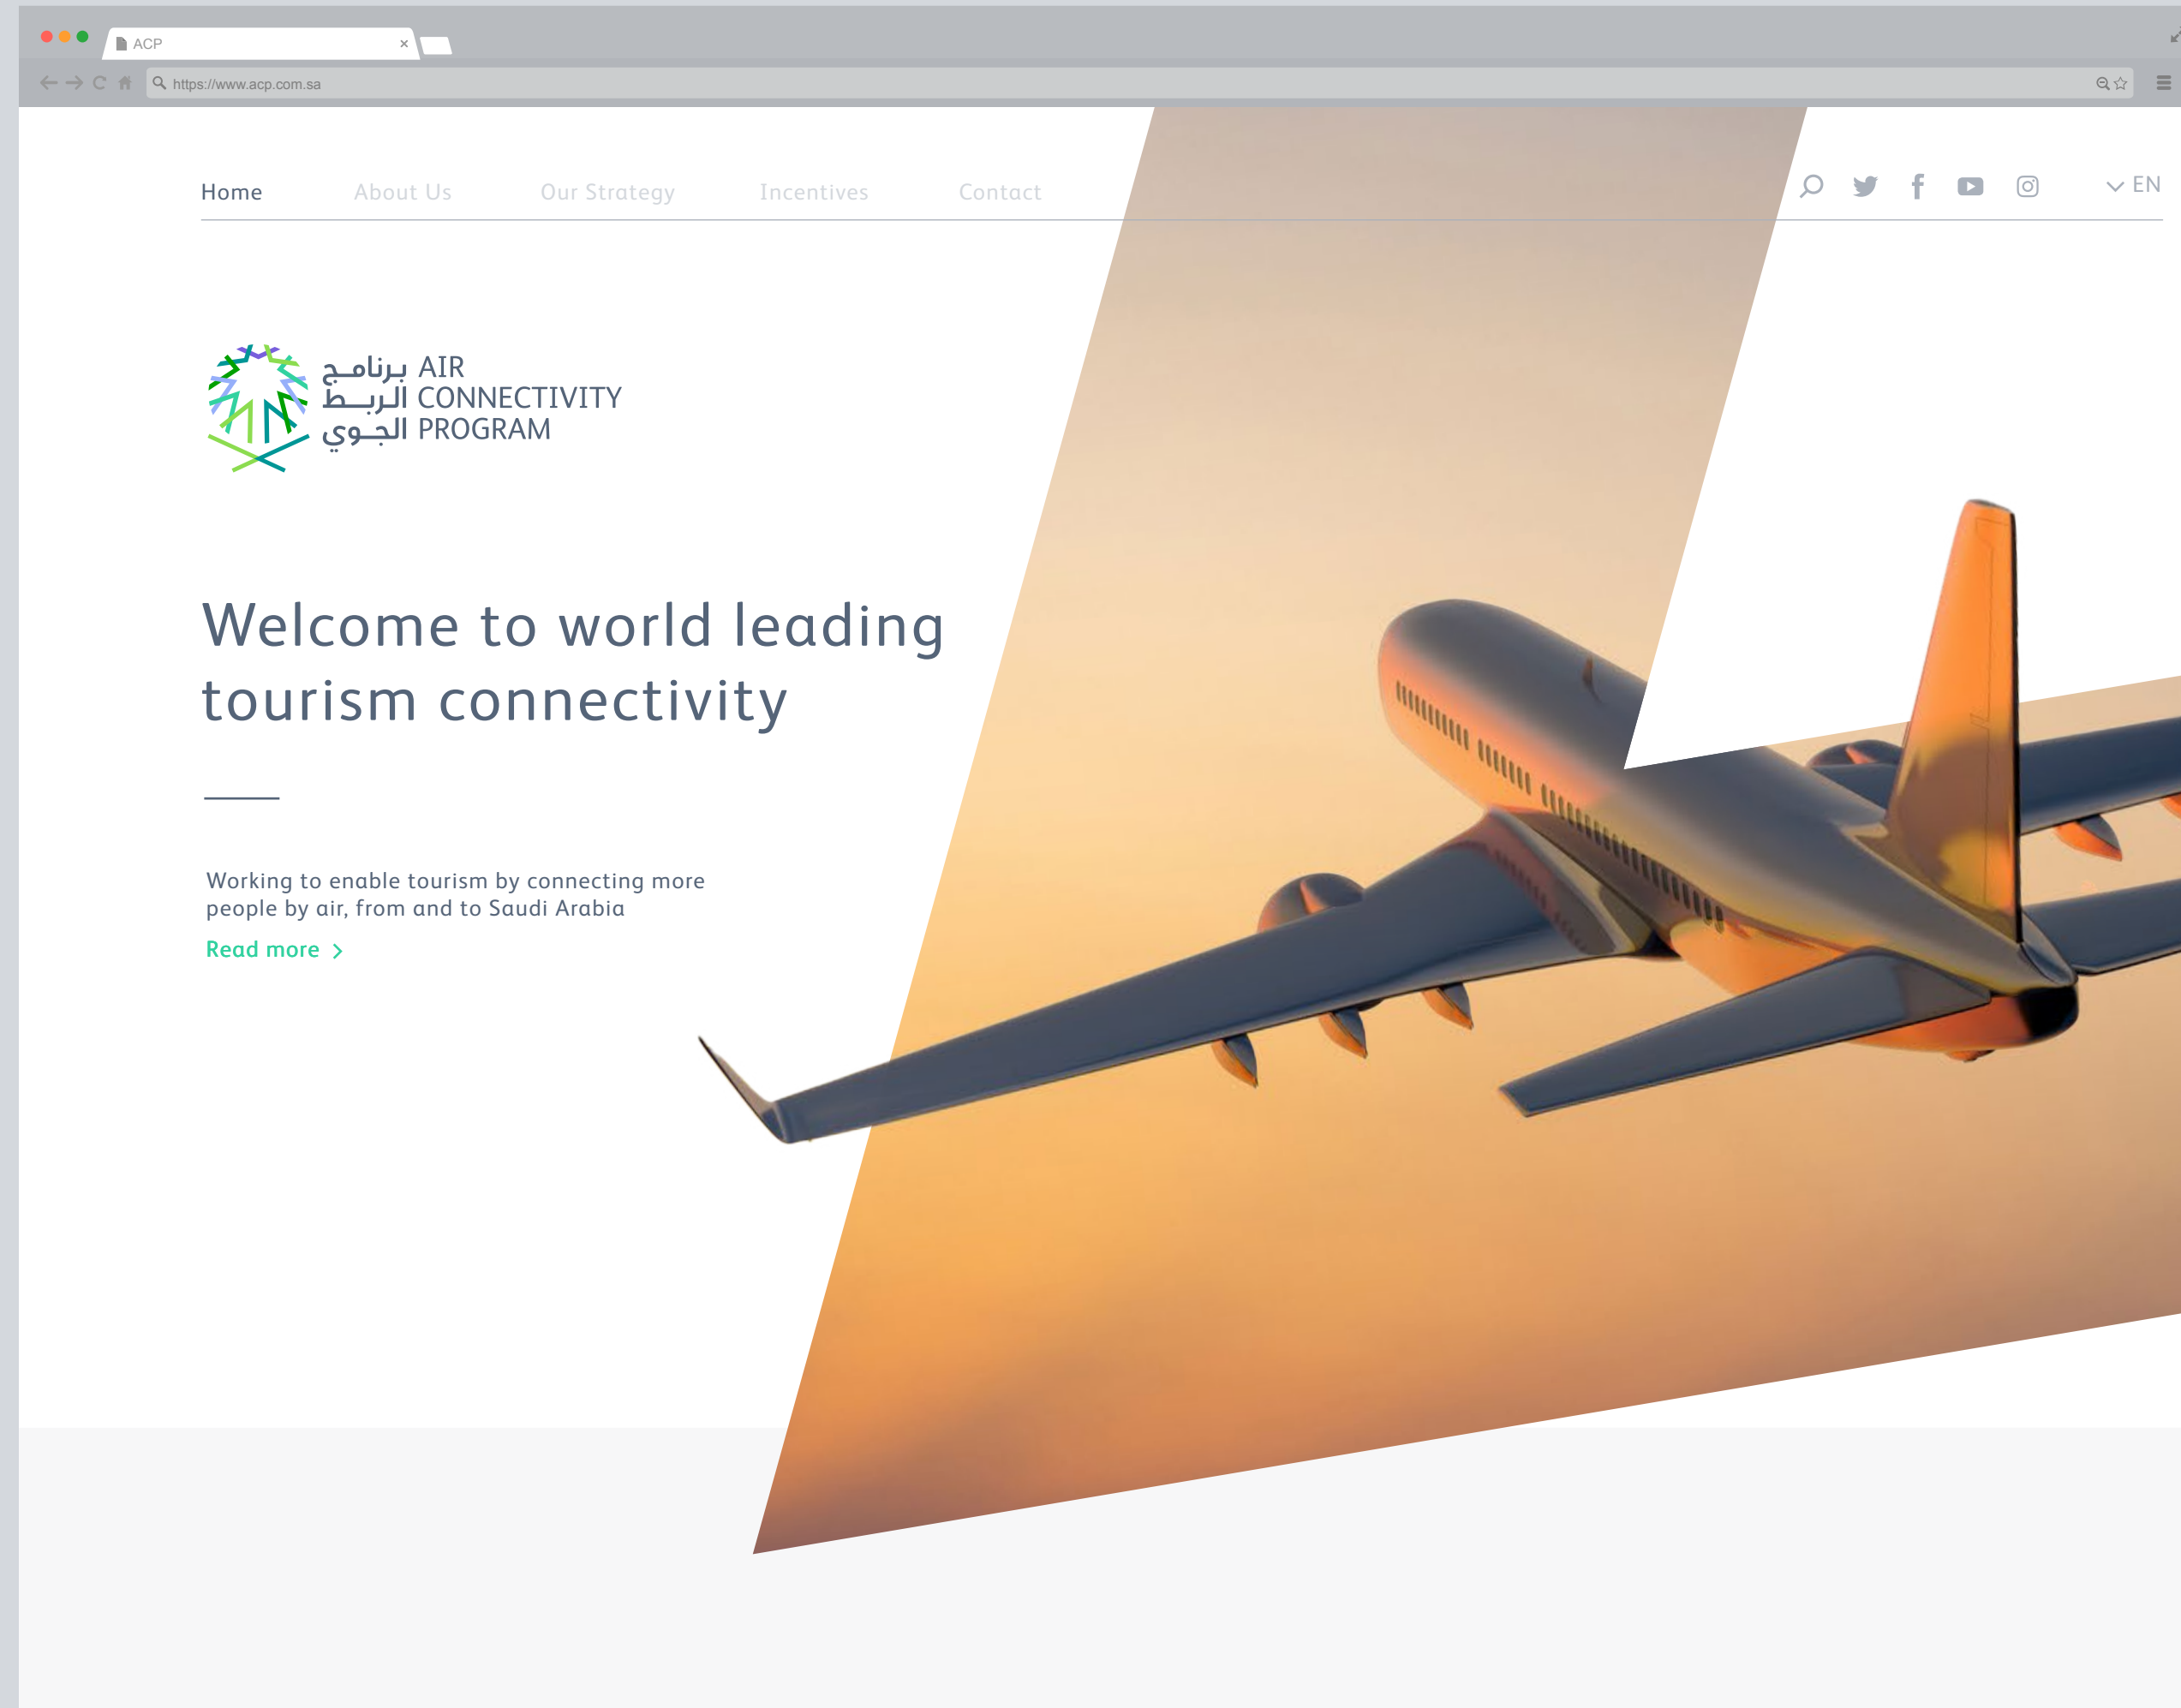 ACP
https://www.acp.com.sa
Home About Us Our Strategy Incentives Contact
EN
برنامج AIR
الربط CONNECTIVITY
الجوي PROGRAM
Welcome to world leading
tourism connectivity
Working to enable tourism by connecting more
people by air, from and to Saudi Arabia
Read more